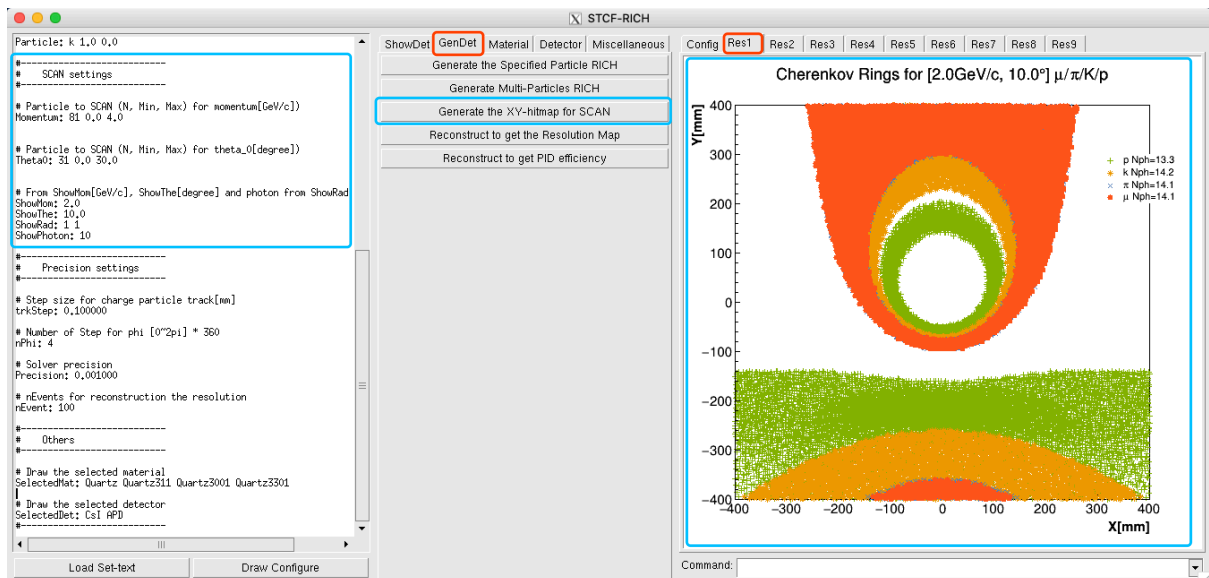 STCF-RICH
Particle: k 1.0 0.0
#---------------------------
# SCAN settings
#---------------------------
# Particle to SCAN (N, Min, Max) for momentum[GeV/c])
Momentum: 81 0.0 4.0
# Particle to SCAN (N, Min, Max) for theta_0[degree])
Theta0: 31 0.0 30.0
# From ShowMom[GeV/c], ShowThe[degree] and photon from ShowRad
ShowMom: 2.0
ShowThe: 10.0
ShowRad: 1 1
ShowPhoton: 10
#---------------------------
# Precision settings
#---------------------------
# Step size for charge particle track[mm]
trkStep: 0.100000
# Number of Step for phi [0~2pi] * 360
nPhi: 4
# Solver precision
Precision: 0.001000
# nEvents for reconstruction the resolution
nEvent: 100
#---------------------------
# Others
#---------------------------
# Draw the selected material
SelectedMat: Quartz Quartz311 Quartz3001 Quartz3301
# Draw the selected detector
SelectedDet: CsI APD
#---------------------------
Load Set-text Draw Configure
ShowDet GenDet Material Detector Miscellaneous
Generate the Specified Particle RICH
Generate Multi-Particles RICH
Generate the XY-hitmap for SCAN
Reconstruct to get the Resolution Map
Reconstruct to get PID efficiency
Config Res1 Res2 Res3 Res4 Res5 Res6 Res7 Res8 Res9
Cherenkov Rings for [2.0GeV/c, 10.0°] μ/π/K/p
Y[mm]
400
300
200
100
0
−100
−200
−300
−400
p Nph=13.3
k Nph=14.2
π Nph=14.1
μ Nph=14.1
−400 −300 −200 −100 0 100 200 300 400
X[mm]
Command: